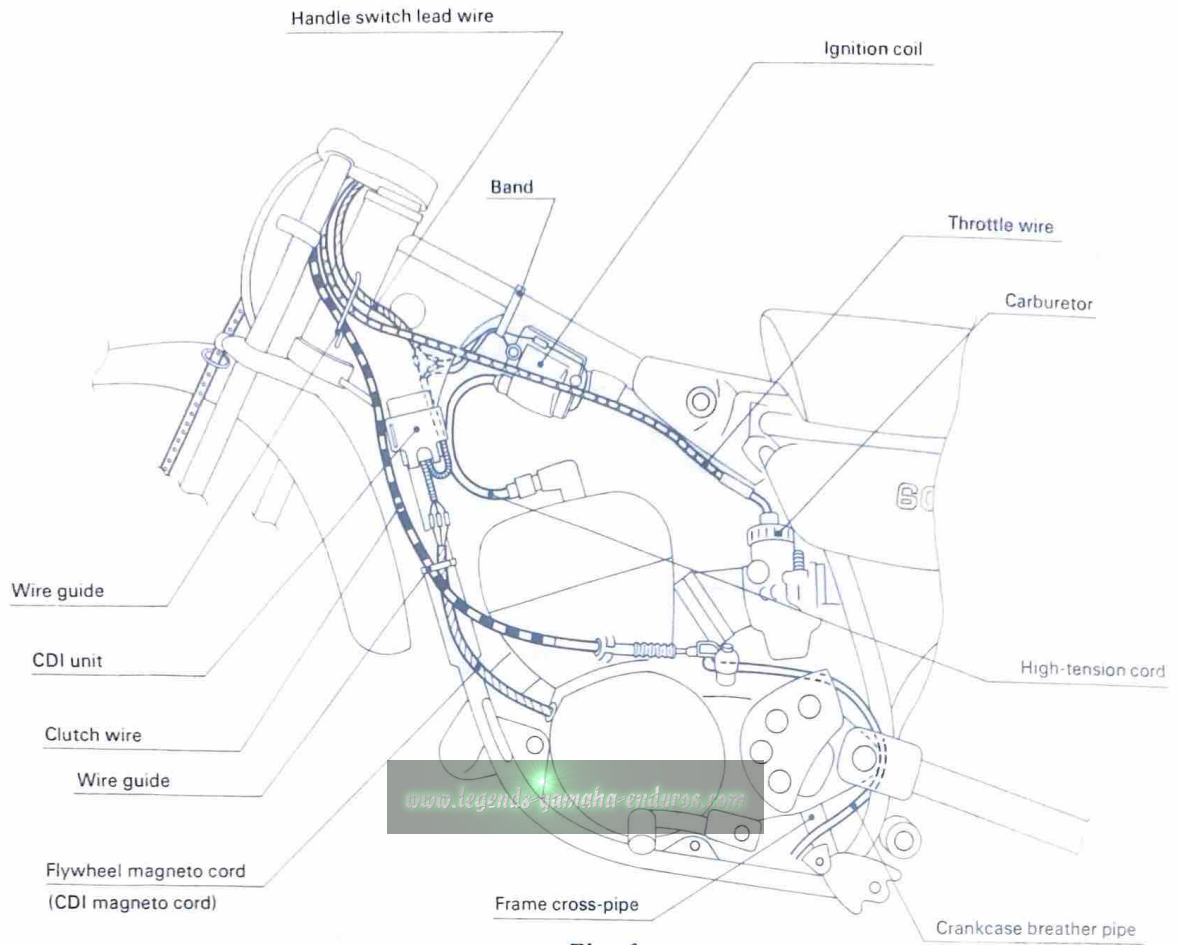 Handle switch lead wire
Ignition coil
Band
Throttle wire
Carburetor
60
Wire guide
CDI unit
High-tension cord
Clutch wire
Wire guide
www.legends-yamaha-enduros.com
Flywheel magneto cord
(CDI magneto cord)
Frame cross-pipe
Crankcase breather pipe